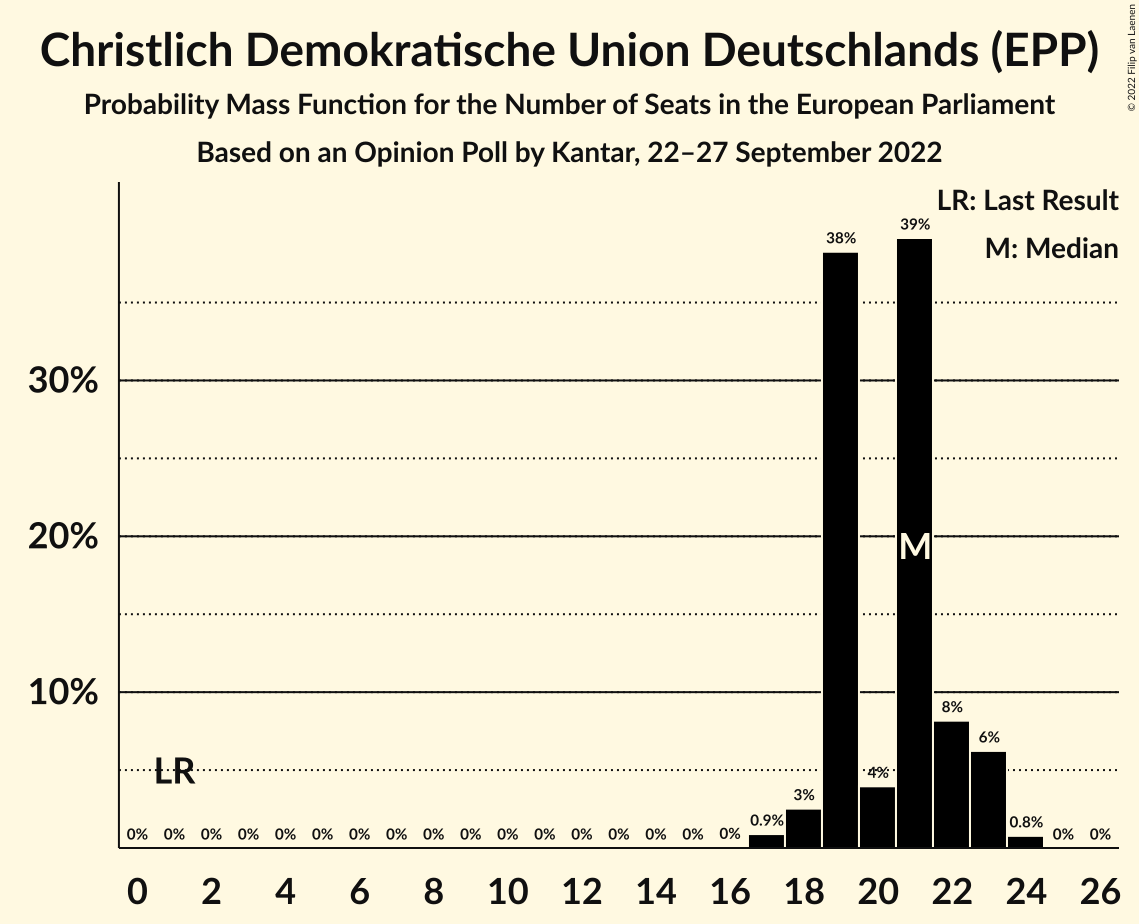 Christlich Demokratische Union Deutschlands (EPP)
Probability Mass Function for the Number of Seats in the European Parliament
Based on an Opinion Poll by Kantar, 22–27 September 2022
© 2022 Filip van Laenen
LR: Last Result
M: Median
39%
38%
30%
20%
M
10%
8%
6%
LR
4%
3%
0% 0% 0% 0% 0% 0% 0% 0% 0% 0% 0% 0% 0% 0% 0% 0% 0% 0.9% 0.8% 0% 0%
0 2 4 6 8 10 12 14 16 18 20 22 24 26